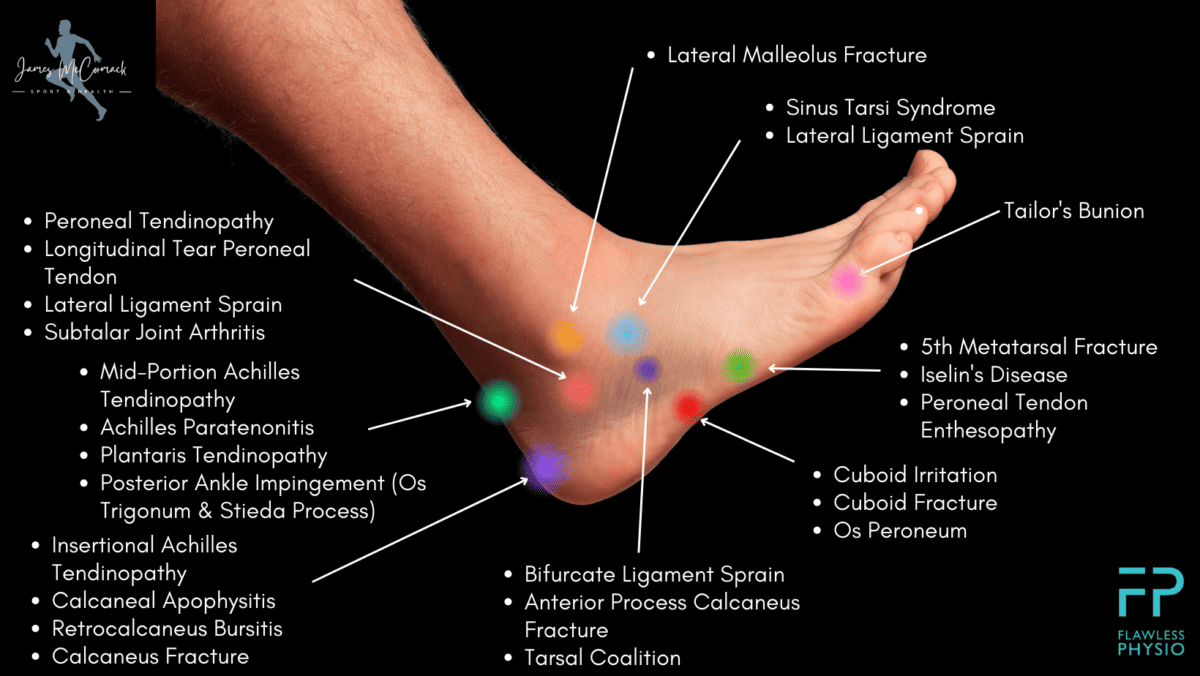 James McCormack
SPORT & HEALTH
• Lateral Malleolus Fracture
• Sinus Tarsi Syndrome
• Lateral Ligament Sprain
Tailor's Bunion
• Peroneal Tendinopathy
• Longitudinal Tear Peroneal
Tendon
• Lateral Ligament Sprain
• Subtalar Joint Arthritis
• Mid-Portion Achilles
Tendinopathy
• Achilles Paratenonitis
• Plantaris Tendinopathy
• Posterior Ankle Impingement (Os
Trigonum & Stieda Process)
• Insertional Achilles
Tendinopathy
• Calcaneal Apophysitis
• Retrocalcaneus Bursitis
• Calcaneus Fracture
• Bifurcate Ligament Sprain
• Anterior Process Calcaneus
Fracture
• Tarsal Coalition
• 5th Metatarsal Fracture
• Iselin's Disease
• Peroneal Tendon
Enthesopathy
• Cuboid Irritation
• Cuboid Fracture
• Os Peroneum
FP
FLAWLESS
PHYSIO